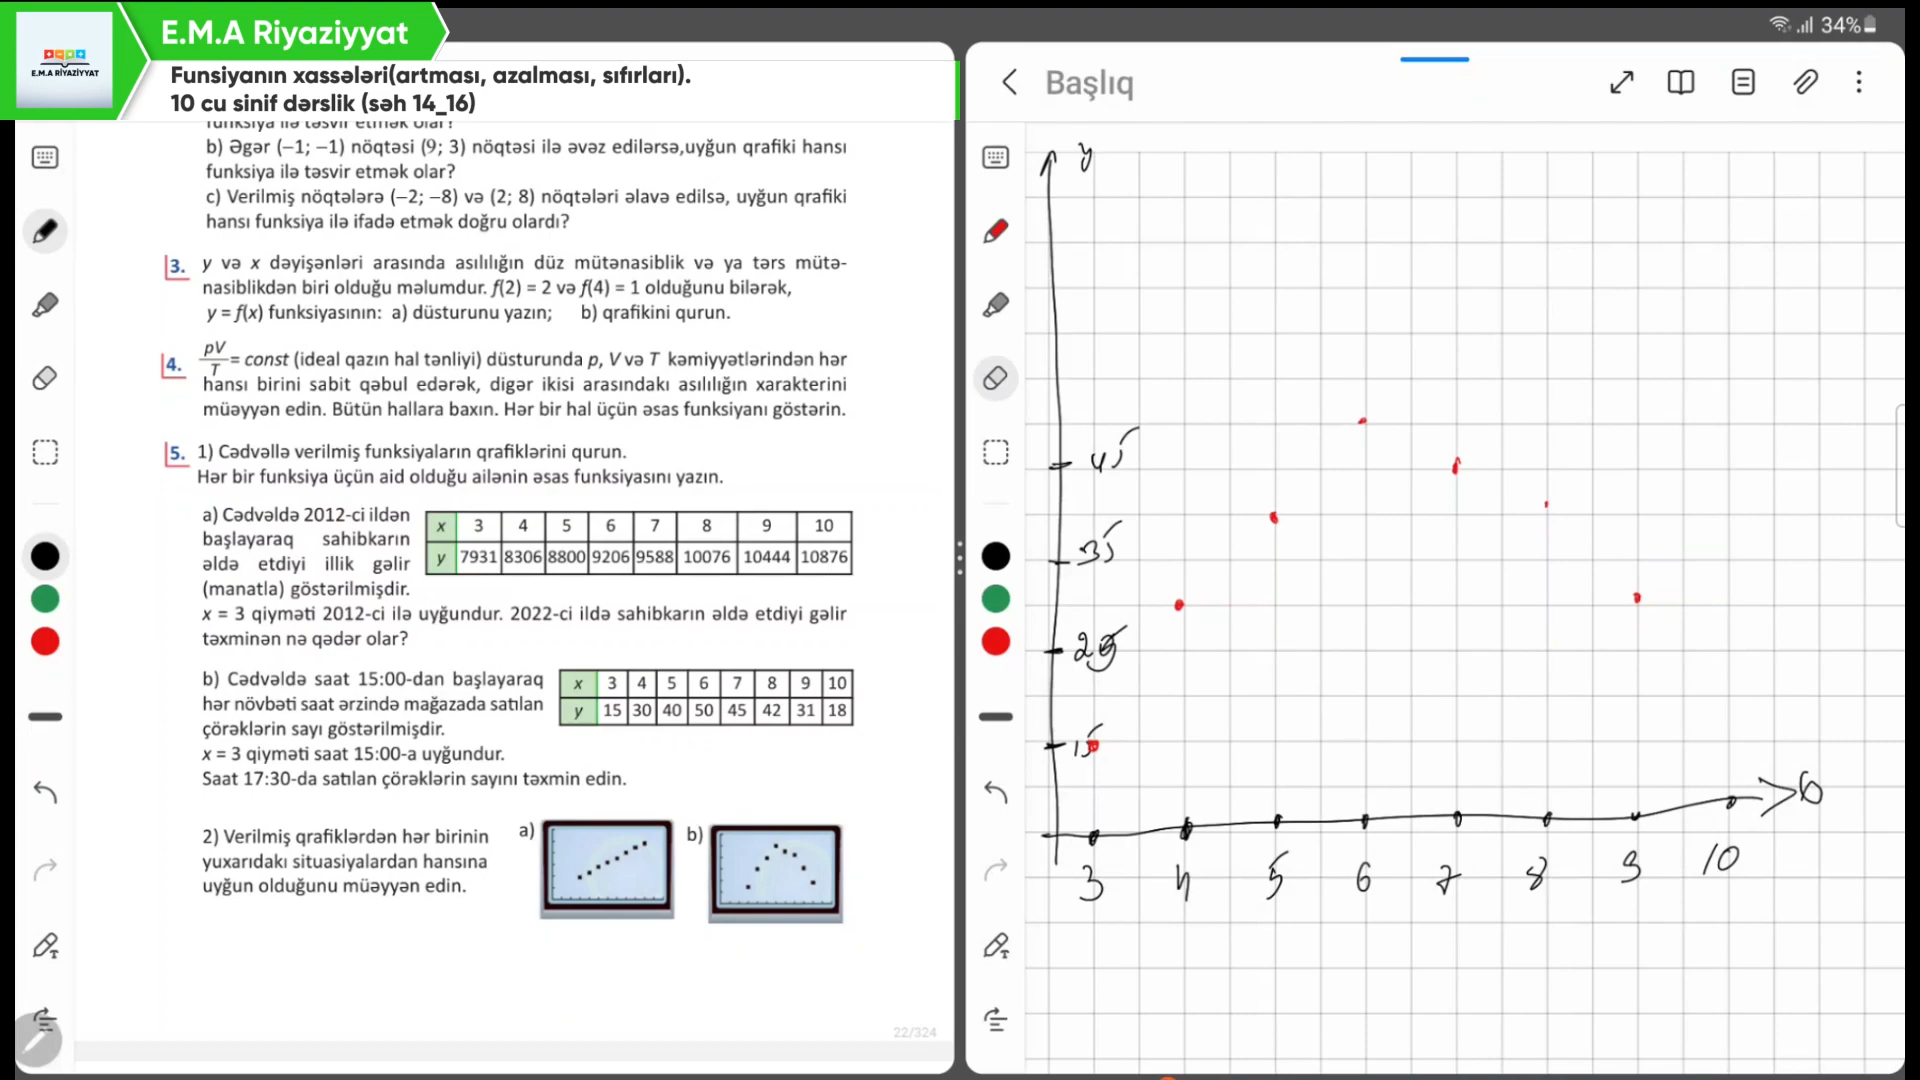 34%
E.M.A Riyaziyyat
E.M.A RİYAZİYYAT
Funsiyanın xassələri(artması, azalması, sıfırları).
10 cu sinif dərslik (səh 14_16)
funksiya ilə təsvir etmək olar?
b) Əgər (−1; −1) nöqtəsi (9; 3) nöqtəsi ilə əvəz edilərsə,uyğun qrafiki hansı
funksiya ilə təsvir etmək olar?
c) Verilmiş nöqtələrə (−2; −8) və (2; 8) nöqtələri əlavə edilsə, uyğun qrafiki
hansı funksiya ilə ifadə etmək doğru olardı?
3. y və x dəyişənləri arasında asılılığın düz mütənasiblik və ya tərs mütə-
nasiblikdən biri olduğu məlumdur. f(2) = 2 və f(4) = 1 olduğunu bilərək,
y = f(x) funksiyasının: a) düsturunu yazın; b) qrafikini qurun.
4. pV/T = const (ideal qazın hal tənliyi) düsturunda p, V və T kəmiyyətlərindən hər
hansı birini sabit qəbul edərək, digər ikisi arasındakı asılılığın xarakterini
müəyyən edin. Bütün hallara baxın. Hər bir hal üçün əsas funksiyanı göstərin.
5. 1) Cədvəllə verilmiş funksiyaların qrafiklərini qurun.
Hər bir funksiya üçün aid olduğu ailənin əsas funksiyasını yazın.
a) Cədvəldə 2012-ci ildən
başlayaraq sahibkarın
əldə etdiyi illik gəlir
(manatla) göstərilmişdir.
x 3 4 5 6 7 8 9 10
y 7931 8306 8800 9206 9588 10076 10444 10876
x = 3 qiyməti 2012-ci ilə uyğundur. 2022-ci ildə sahibkarın əldə etdiyi gəlir
təxminən nə qədər olar?
b) Cədvəldə saat 15:00-dan başlayaraq
hər növbəti saat ərzində mağazada satılan
çörəklərin sayı göstərilmişdir.
x 3 4 5 6 7 8 9 10
y 15 30 40 50 45 42 31 18
x = 3 qiyməti saat 15:00-a uyğundur.
Saat 17:30-da satılan çörəklərin sayını təxmin edin.
2) Verilmiş qrafiklərdən hər birinin
yuxarıdakı situasiyalardan hansına
uyğun olduğunu müəyyən edin.
a)
b)
22/324
Başlıq
y
45
35
15
3 4 5 6 7 8 9 10